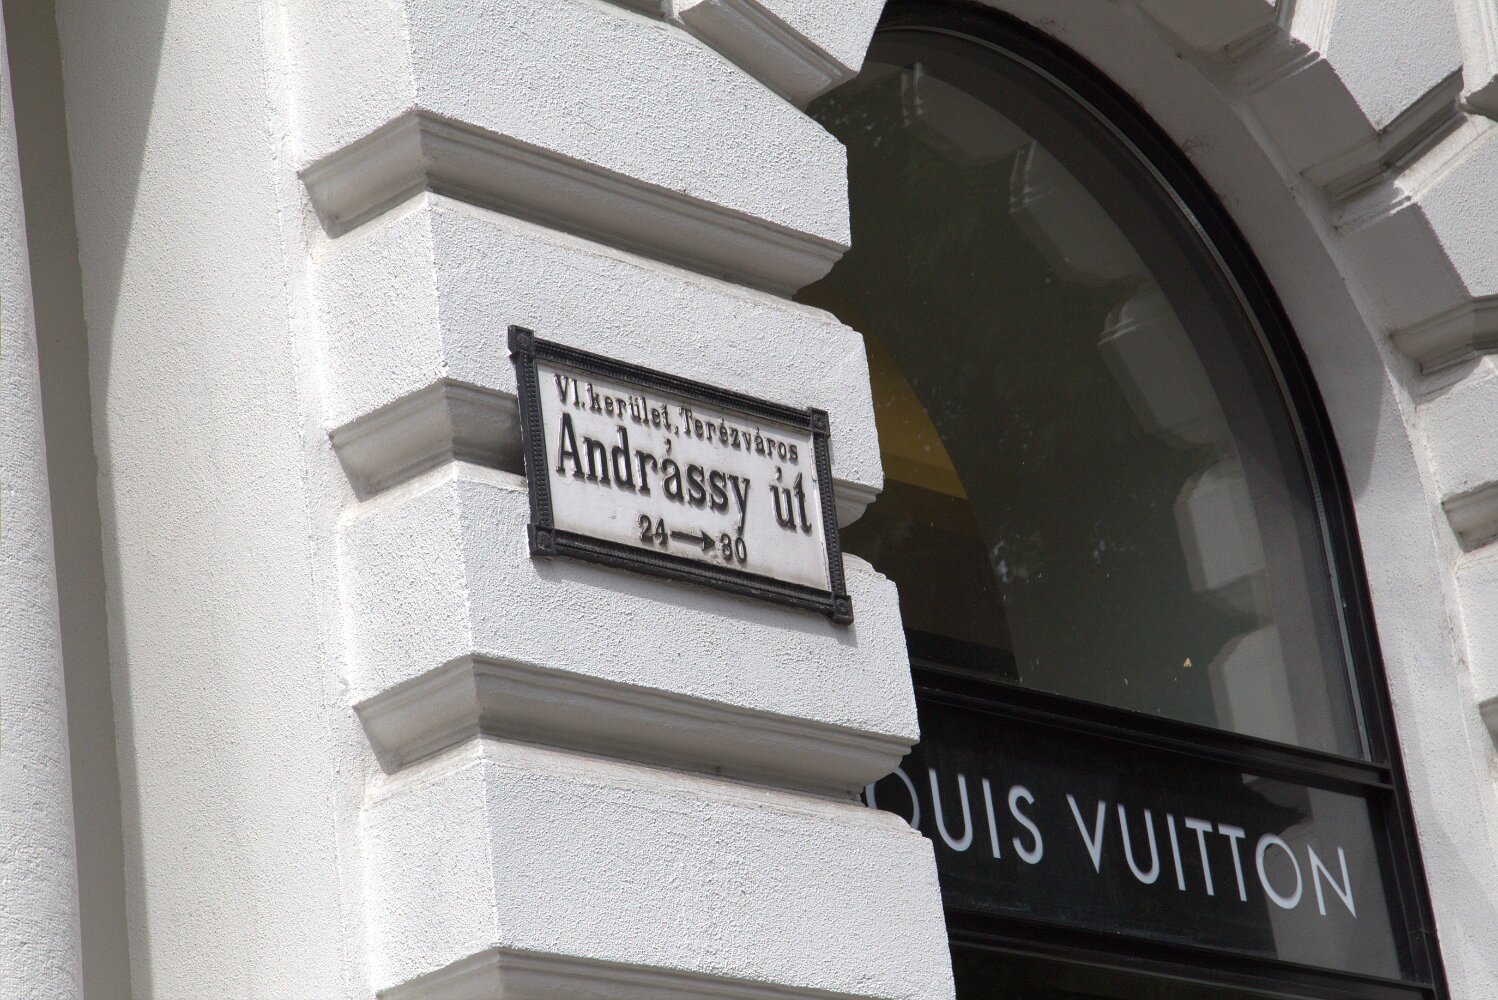 VI. kerület, Terézváros
Andrássy út
24→30
OUIS VUITTON